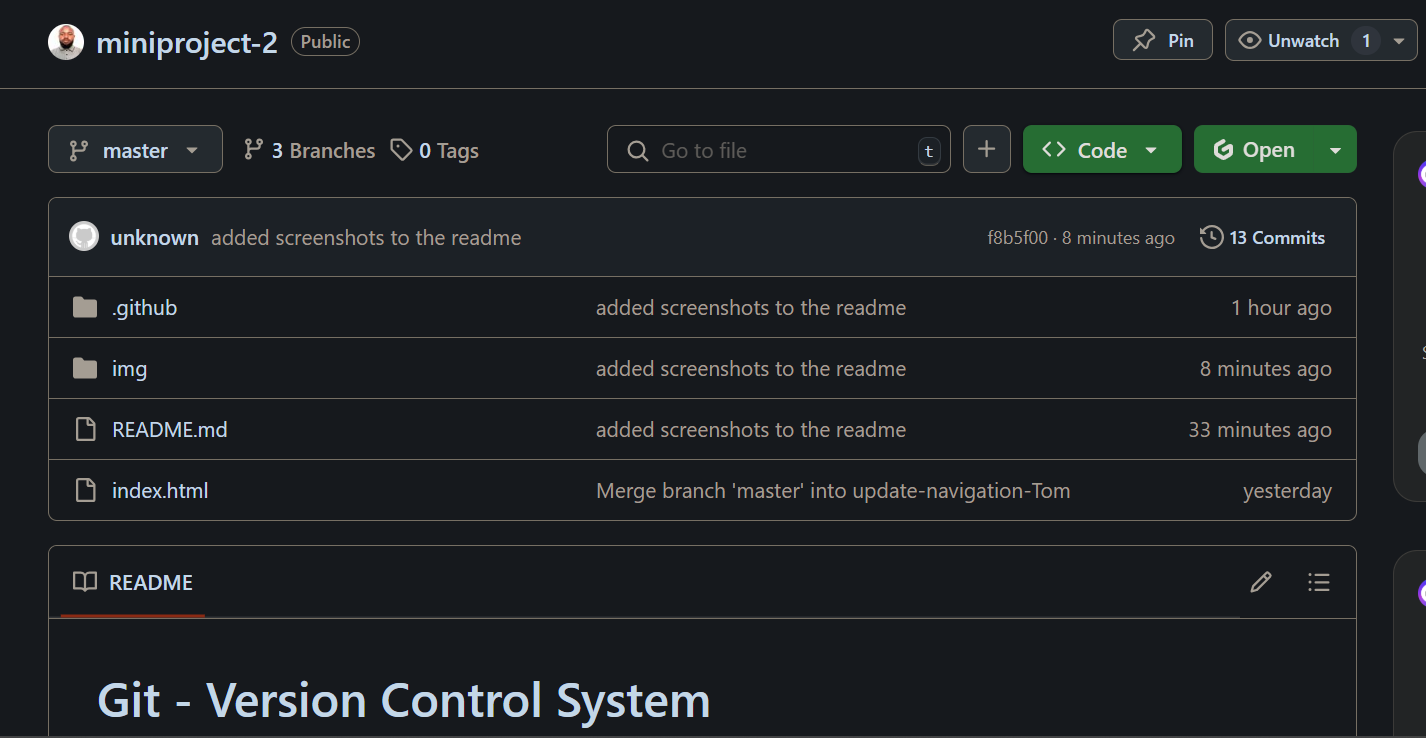 miniproject-2 Public Pin Unwatch 1
master 3 Branches 0 Tags Go to file t Code Open
unknown added screenshots to the readme f8b5f00 · 8 minutes ago 13 Commits
.github added screenshots to the readme 1 hour ago
img added screenshots to the readme 8 minutes ago
README.md added screenshots to the readme 33 minutes ago
index.html Merge branch 'master' into update-navigation-Tom yesterday
README
Git - Version Control System